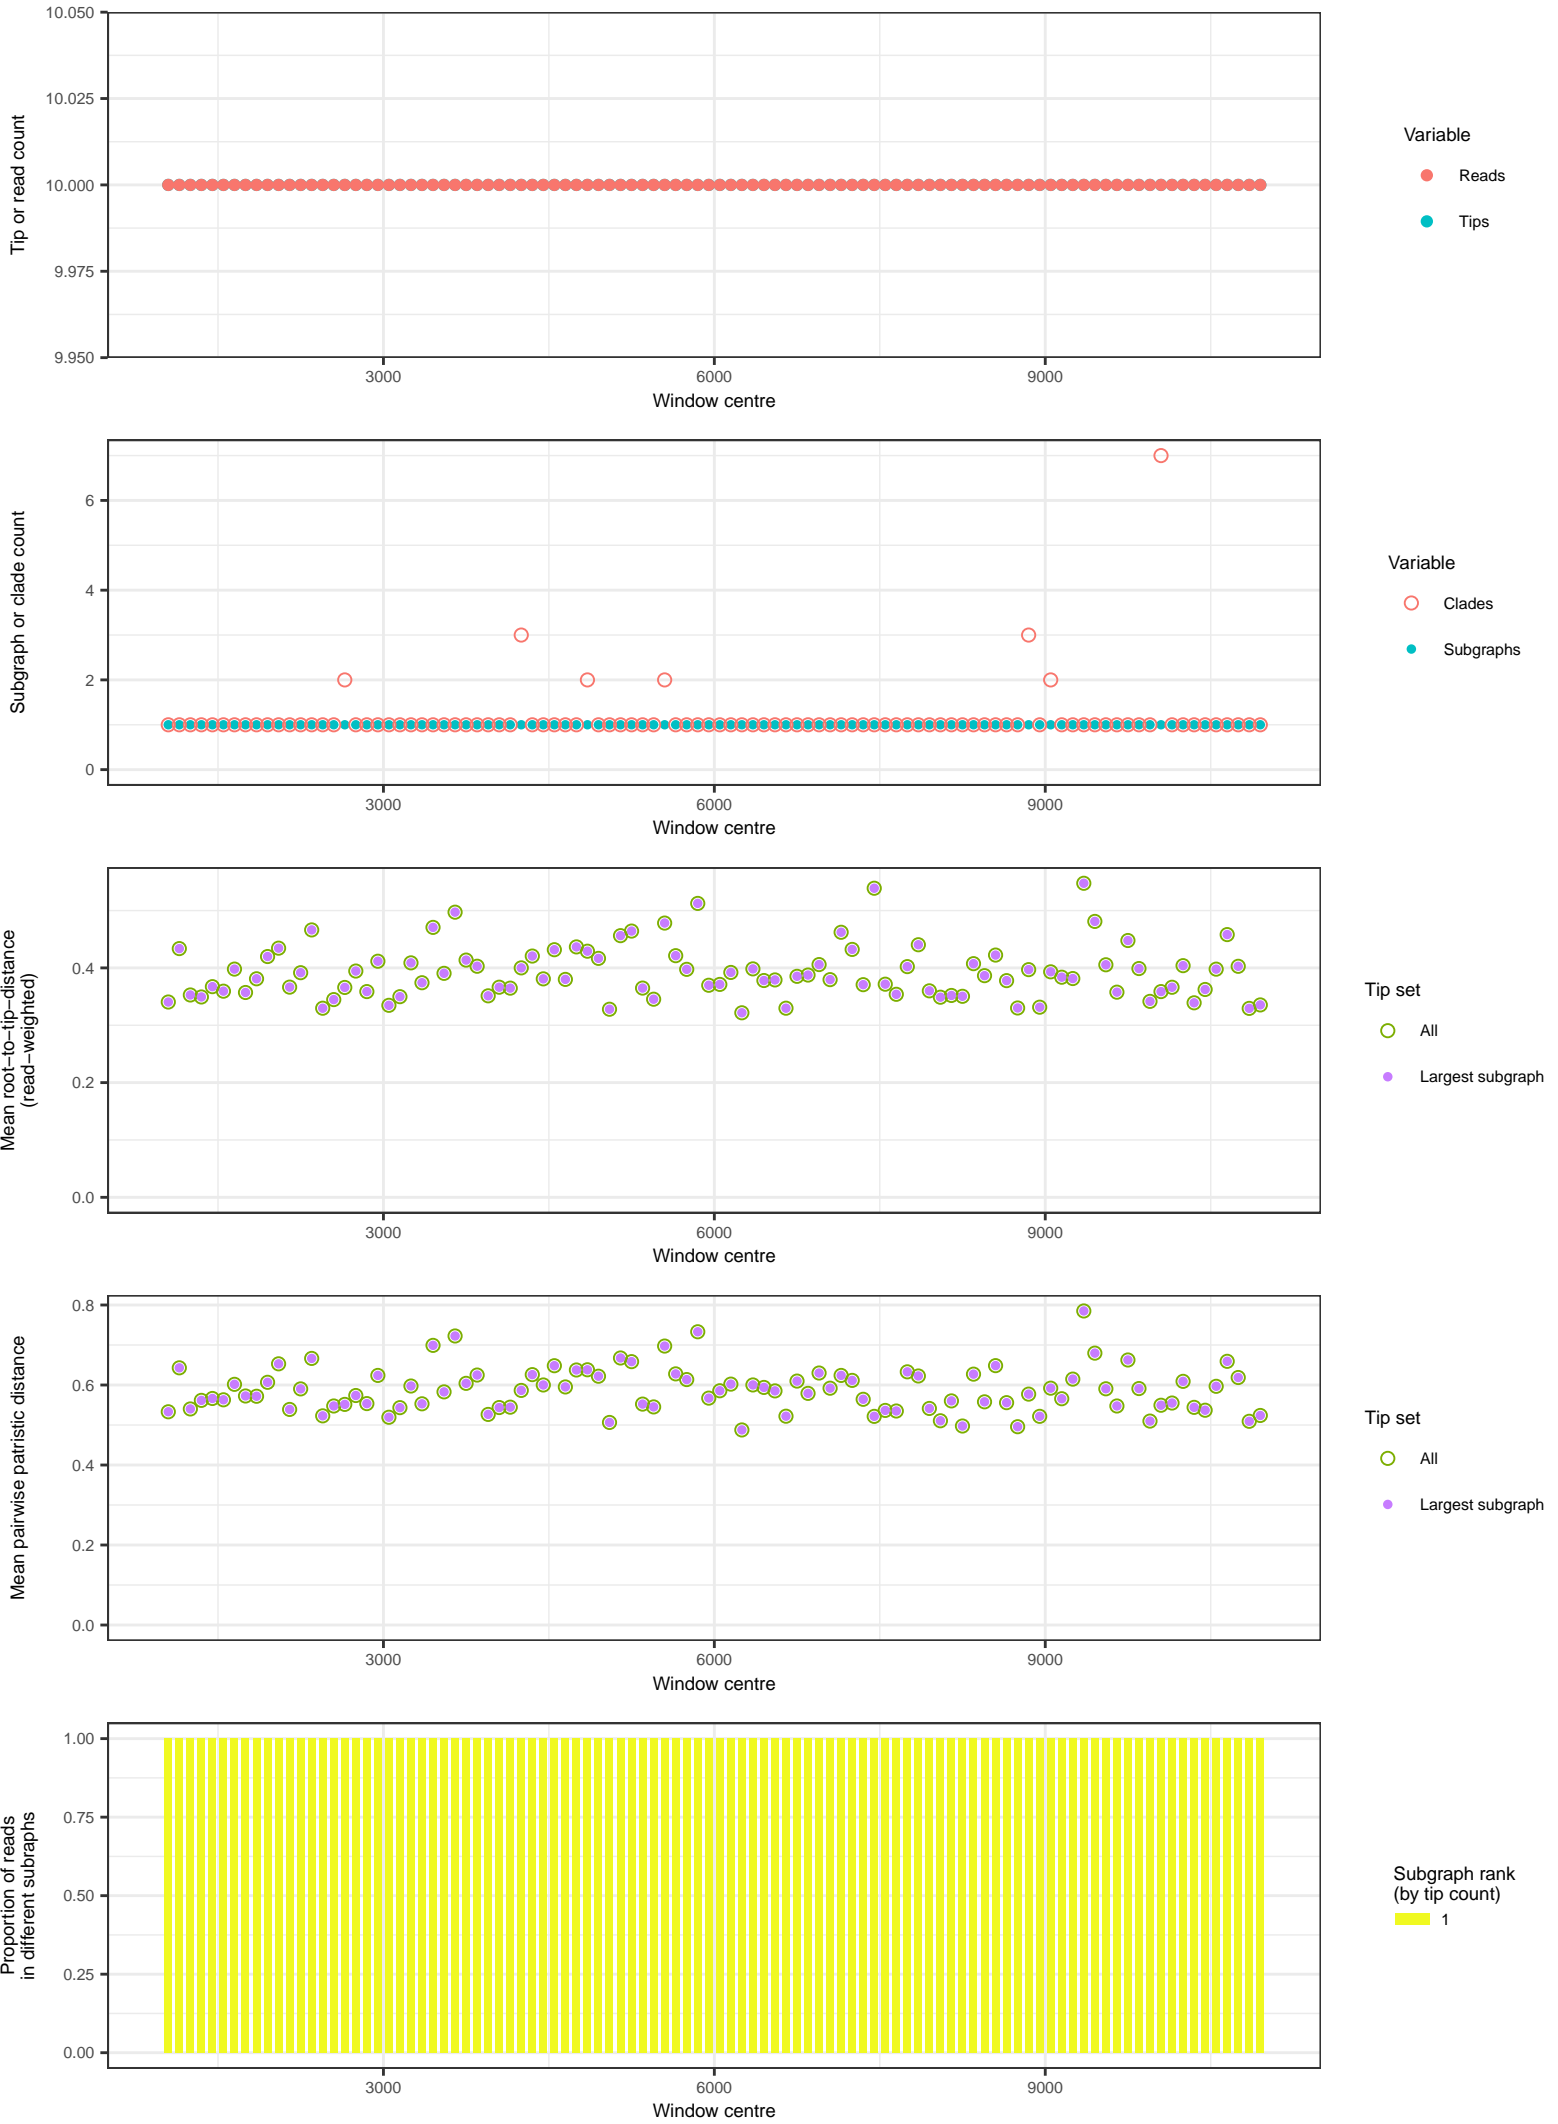 10.050
10.025
10.000
9.975
9.950
Tip or read count
3000
6000
9000
Window centre
Variable
Reads
Tips
6
4
2
0
Subgraph or clade count
3000
6000
9000
Window centre
Variable
Clades
Subgraphs
0.4
0.2
0.0
Mean root−to−tip−distance
(read−weighted)
3000
6000
9000
Window centre
Tip set
All
Largest subgraph
0.8
0.6
0.4
0.2
0.0
Mean pairwise patristic distance
3000
6000
9000
Window centre
Tip set
All
Largest subgraph
1.00
0.75
0.50
0.25
0.00
Proportion of reads
in different subraphs
3000
6000
9000
Window centre
Subgraph rank
(by tip count)
1